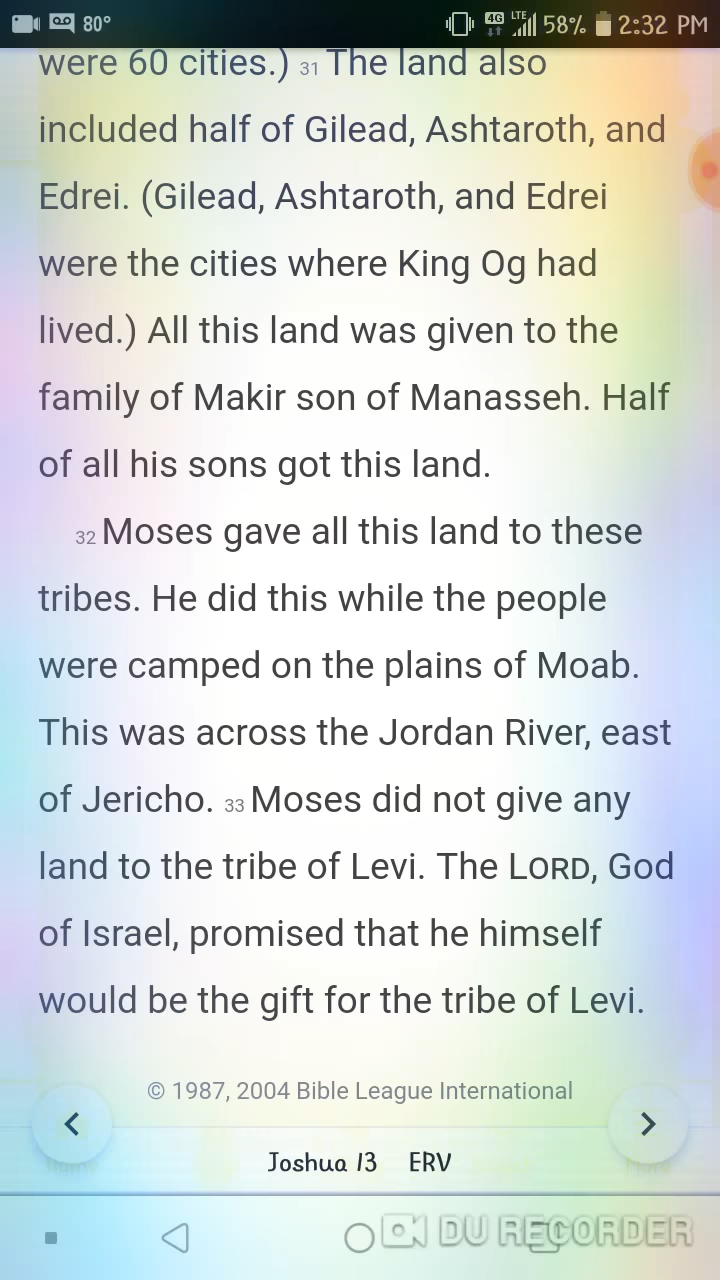 80° 4G LTE 58% 2:32 PM
were 60 cities.) 31 The land also
included half of Gilead, Ashtaroth, and
Edrei. (Gilead, Ashtaroth, and Edrei
were the cities where King Og had
lived.) All this land was given to the
family of Makir son of Manasseh. Half
of all his sons got this land.
32 Moses gave all this land to these
tribes. He did this while the people
were camped on the plains of Moab.
This was across the Jordan River, east
of Jericho. 33 Moses did not give any
land to the tribe of Levi. The LORD, God
of Israel, promised that he himself
would be the gift for the tribe of Levi.
© 1987, 2004 Bible League International
Joshua 13 ERV
DU RECORDER